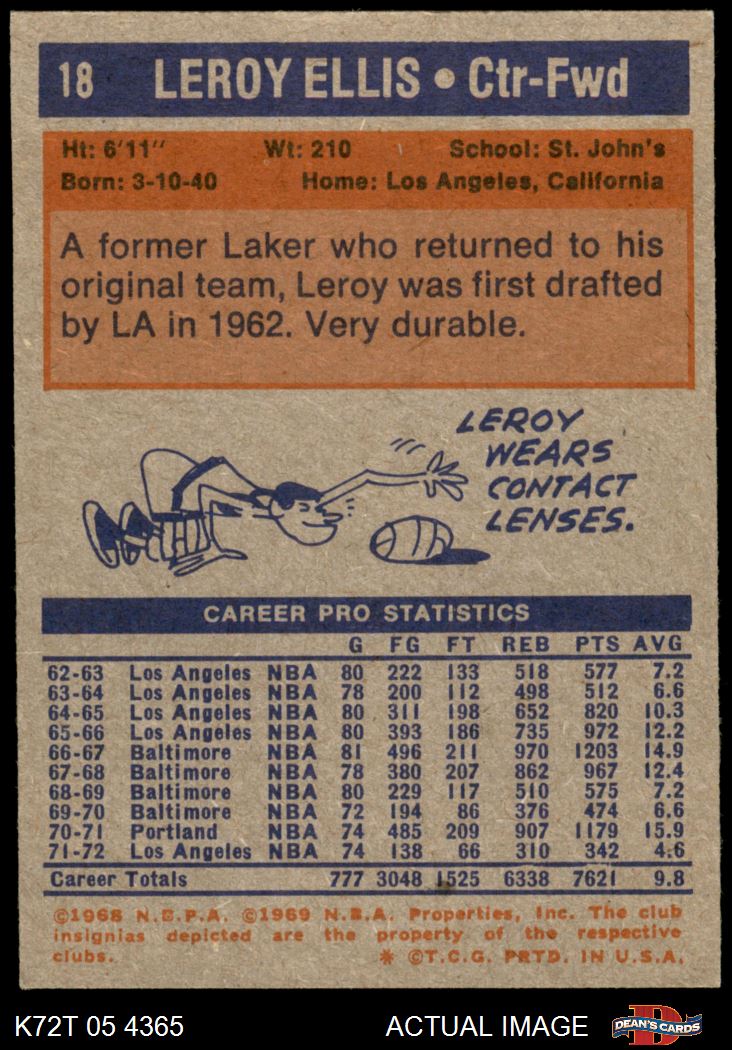 18 LEROY ELLIS • Ctr-Fwd
Ht: 6'11" Wt: 210 School: St. John's
Born: 3-10-40 Home: Los Angeles, California
A former Laker who returned to his
original team, Leroy was first drafted
by LA in 1962. Very durable.
LEROY
WEARS
CONTACT
LENSES.
CAREER PRO STATISTICS
G FG FT REB PTS AVG
62-63 Los Angeles NBA 80 222 133 518 577 7.2
63-64 Los Angeles NBA 78 200 112 498 512 6.6
64-65 Los Angeles NBA 80 311 198 652 820 10.3
65-66 Los Angeles NBA 80 393 186 735 972 12.2
66-67 Baltimore NBA 81 496 211 970 1203 14.9
67-68 Baltimore NBA 78 380 207 862 967 12.4
68-69 Baltimore NBA 80 229 117 510 575 7.2
69-70 Baltimore NBA 72 194 86 376 474 6.6
70-71 Portland NBA 74 485 209 907 1179 15.9
71-72 Los Angeles NBA 74 138 66 310 342 4.6
Career Totals 777 3048 1525 6338 7621 9.8
©1968 N.B.P.A. ©1969 N.B.A. Properties, Inc. The club
insignias depicted are the property of the respective
clubs. * ©T.C.G. PRTD. IN U.S.A.
K72T 05 4365 ACTUAL IMAGE D DEAN'S CARDS